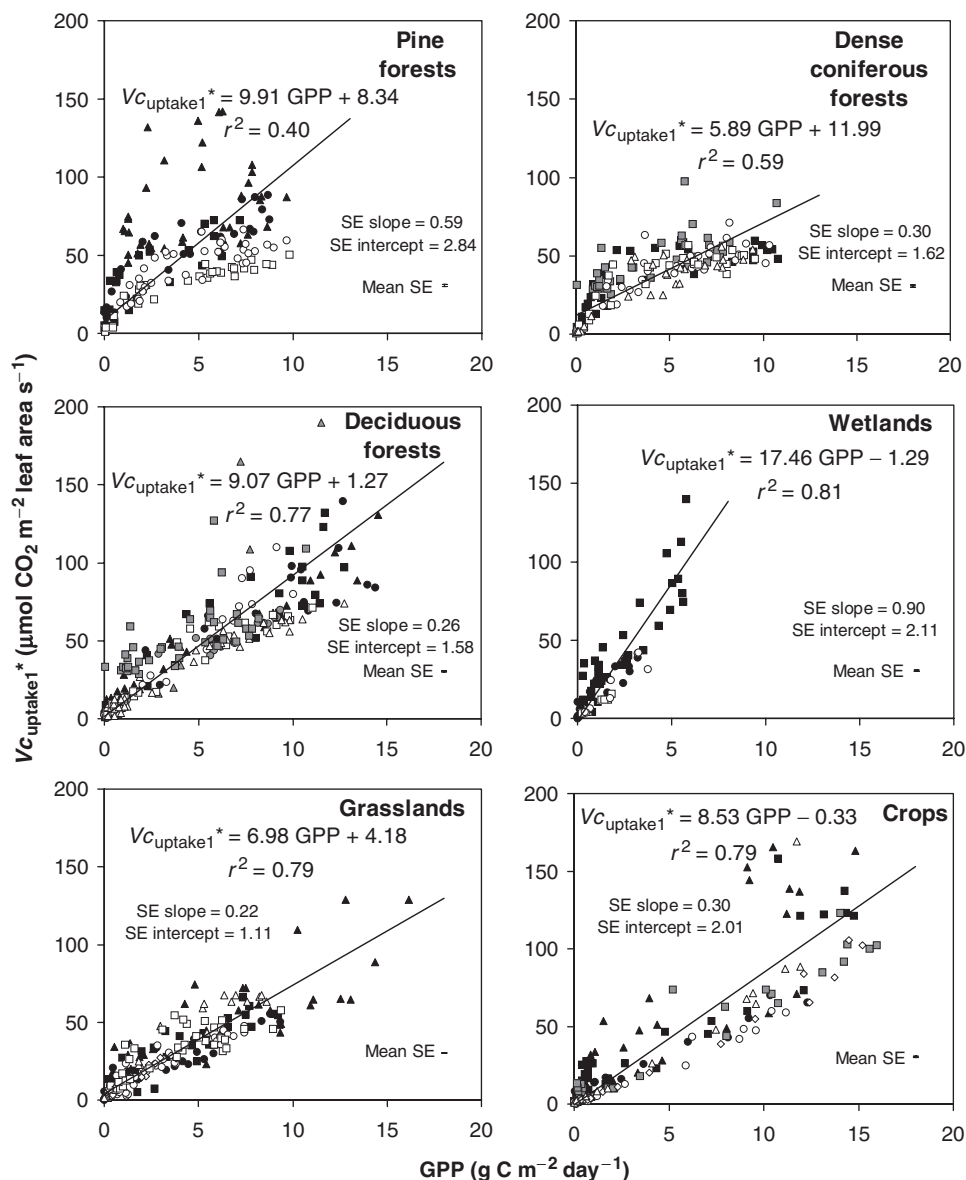 200
150
100
50
0
0
5
10
15
20
Pine
forests
Vc_uptake1* = 9.91 GPP + 8.34
r² = 0.40
SE slope = 0.59
SE intercept = 2.84
Mean SE
200
150
100
50
0
0
5
10
15
20
Dense
coniferous
forests
Vc_uptake1* = 5.89 GPP + 11.99
r² = 0.59
SE slope = 0.30
SE intercept = 1.62
Mean SE
Vc_uptake1* (μmol CO₂ m⁻² leaf area s⁻¹)
200
150
100
50
0
0
5
10
15
20
Deciduous
forests
Vc_uptake1* = 9.07 GPP + 1.27
r² = 0.77
SE slope = 0.26
SE intercept = 1.58
Mean SE
200
150
100
50
0
0
5
10
15
20
Wetlands
Vc_uptake1* = 17.46 GPP − 1.29
r² = 0.81
SE slope = 0.90
SE intercept = 2.11
Mean SE
200
150
100
50
0
0
5
10
15
20
Grasslands
Vc_uptake1* = 6.98 GPP + 4.18
r² = 0.79
SE slope = 0.22
SE intercept = 1.11
Mean SE
200
150
100
50
0
0
5
10
15
20
Crops
Vc_uptake1* = 8.53 GPP − 0.33
r² = 0.79
SE slope = 0.30
SE intercept = 2.01
Mean SE
GPP (g C m⁻² day⁻¹)